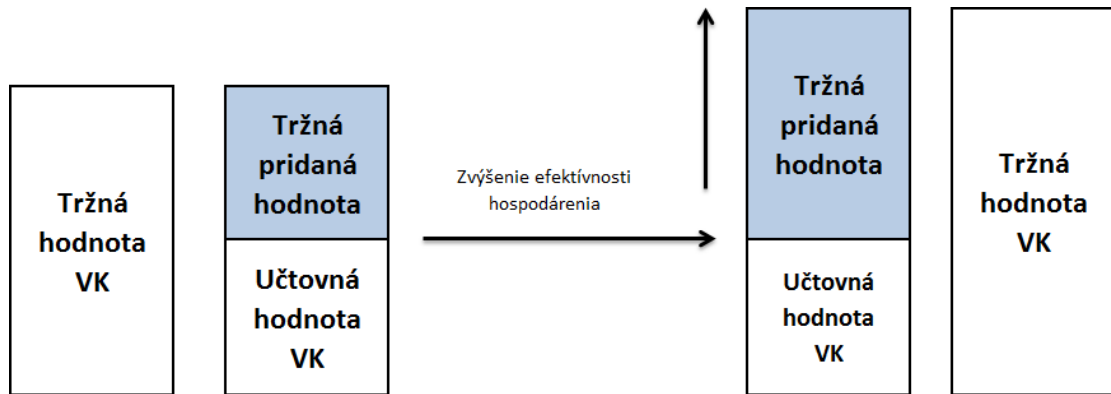 Tržná
hodnota
VK
Tržná
pridaná
hodnota
Učtovná
hodnota
VK
Zvýšenie efektívnosti
hospodárenia
Tržná
pridaná
hodnota
Učtovná
hodnota
VK
Tržná
hodnota
VK